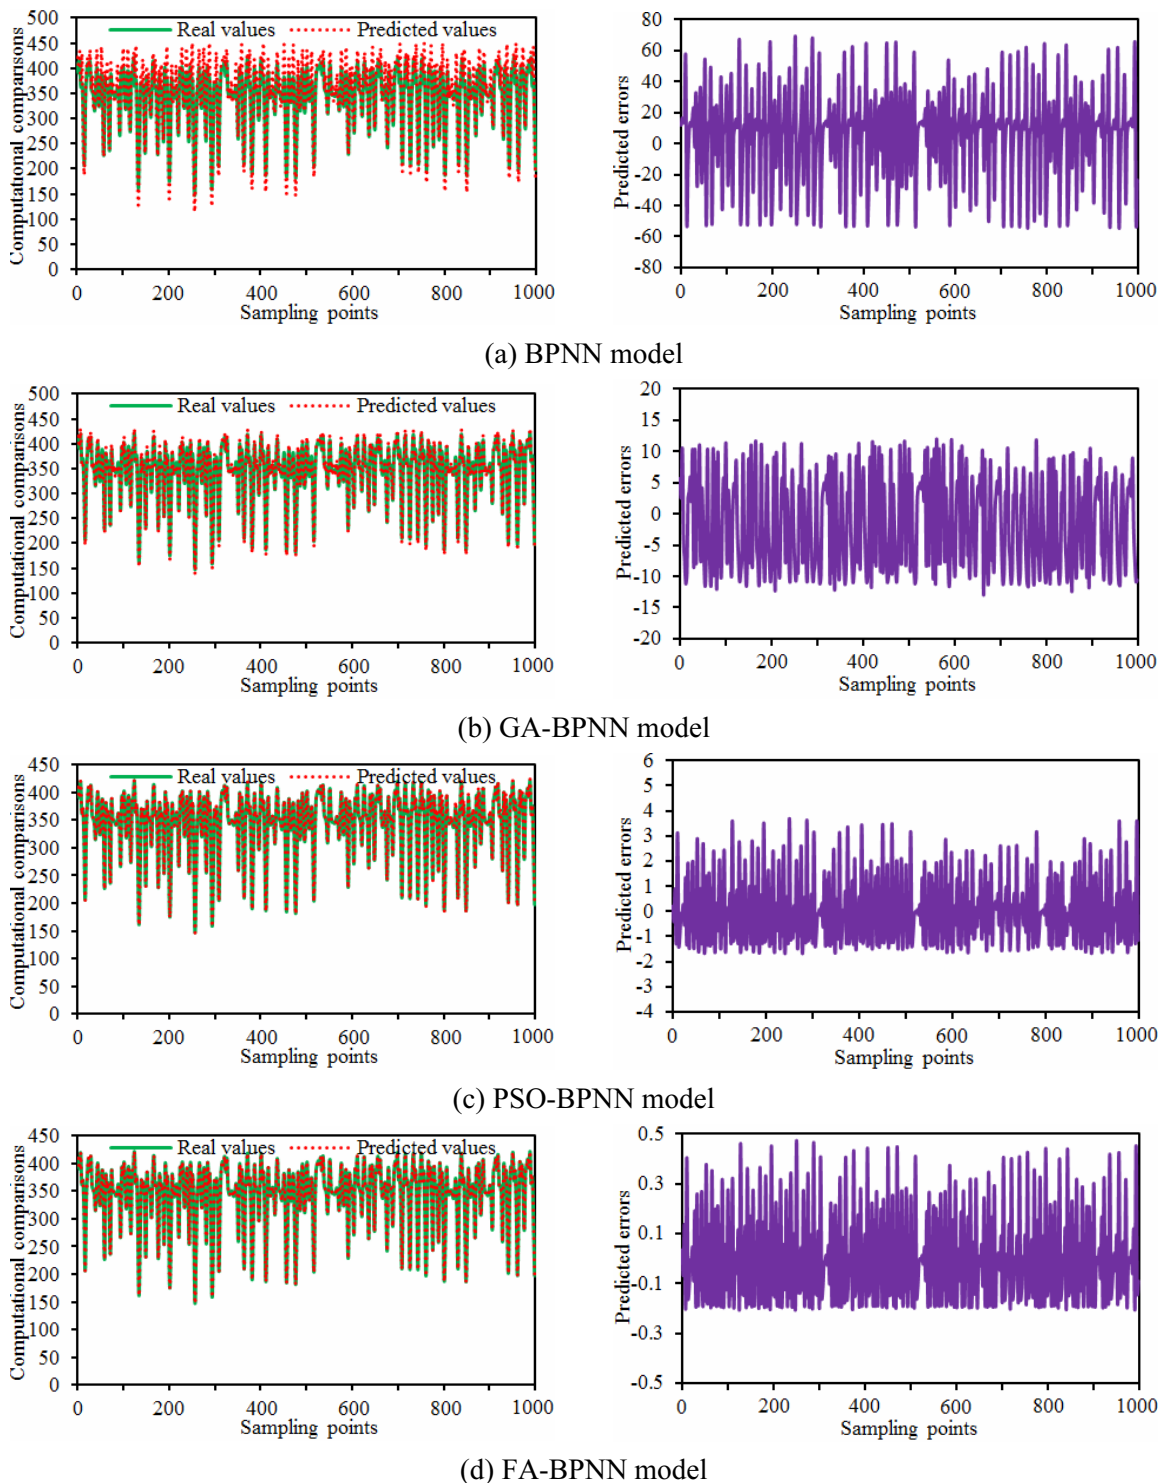 Computational comparisons
500
450
400
350
300
250
200
150
100
50
0
Real values Predicted values
0 200 400 600 800 1000
Sampling points
Predicted errors
80
60
40
20
0
-20
-40
-60
-80
0 200 400 600 800 1000
Sampling points
(a) BPNN model
Computational comparisons
500
450
400
350
300
250
200
150
100
50
0
Real values Predicted values
0 200 400 600 800 1000
Sampling points
Predicted errors
20
15
10
5
0
-5
-10
-15
-20
0 200 400 600 800 1000
Sampling points
(b) GA-BPNN model
Computational comparisons
450
400
350
300
250
200
150
100
50
0
Real values Predicted values
0 200 400 600 800 1000
Sampling points
Predicted errors
6
5
4
3
2
1
0
-1
-2
-3
-4
0 200 400 600 800 1000
Sampling points
(c) PSO-BPNN model
Computational comparisons
450
400
350
300
250
200
150
100
50
0
Real values Predicted values
0 200 400 600 800 1000
Sampling points
Predicted errors
0.5
0.3
0.1
-0.1
-0.3
-0.5
0 200 400 600 800 1000
Sampling points
(d) FA-BPNN model